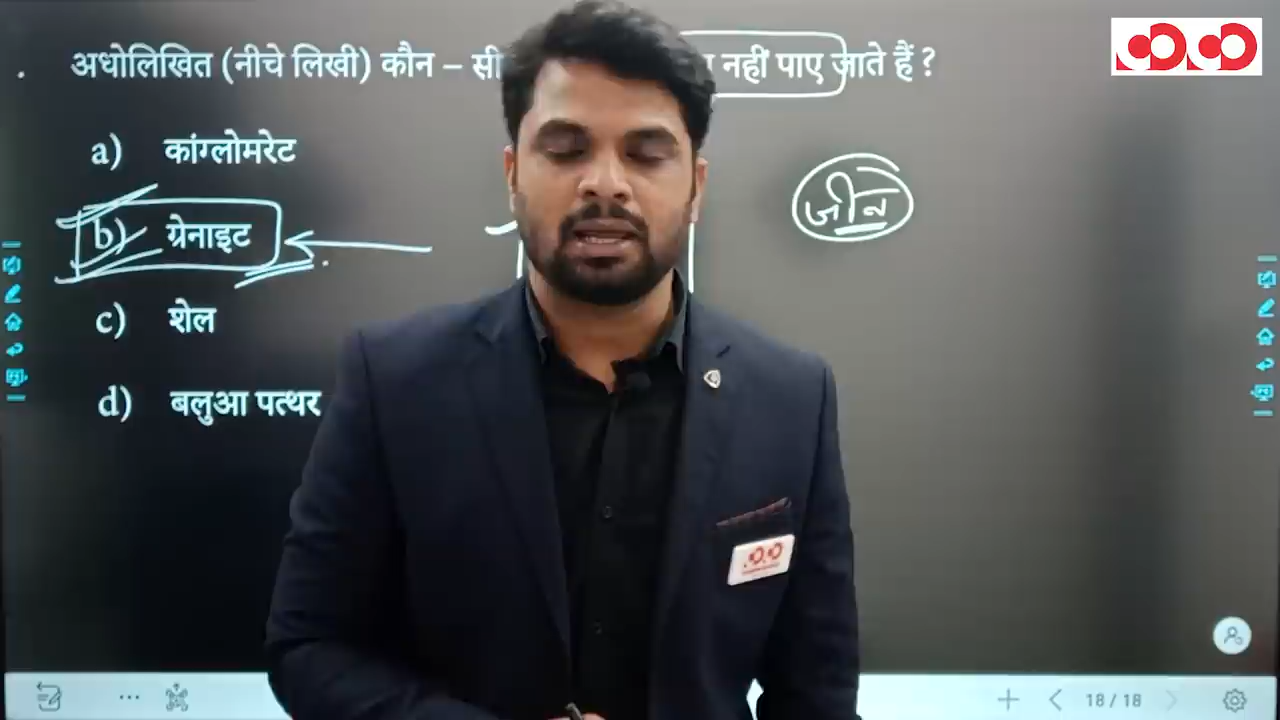 अधोलिखित (नीचे लिखी) कौन – सी नहीं पाए जाते हैं ?
a) कांग्लोमरेट
b) ग्रेनाइट
c) शेल
d) बलुआ पत्थर
18 / 18